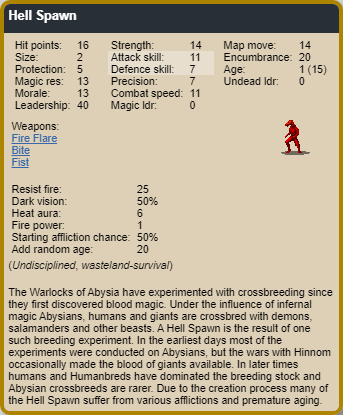 Hell Spawn
Hit points: 16 Strength: 14 Map move: 14
Size: 2 Attack skill: 11 Encumbrance: 20
Protection: 5 Defence skill: 7 Age: 1 (15)
Magic res: 13 Precision: 7 Undead ldr: 0
Morale: 13 Combat speed: 11
Leadership: 40 Magic ldr: 0
Weapons:
Fire Flare
Bite
Fist
Resist fire: 25
Dark vision: 50%
Heat aura: 6
Fire power: 1
Starting affliction chance: 50%
Add random age: 20
(Undisciplined, wasteland-survival)
The Warlocks of Abysia have experimented with crossbreeding since
they first discovered blood magic. Under the influence of infernal
magic Abysians, humans and giants are crossbred with demons,
salamanders and other beasts. A Hell Spawn is the result of one
such breeding experiment. In the earliest days most of the
experiments were conducted on Abysians, but the wars with Hinnom
occasionally made the blood of giants available. In later times
humans and Humanbreds have dominated the breeding stock and
Abysian crossbreeds are rarer. Due to the creation process many of
the Hell Spawn suffer from various afflictions and premature aging.